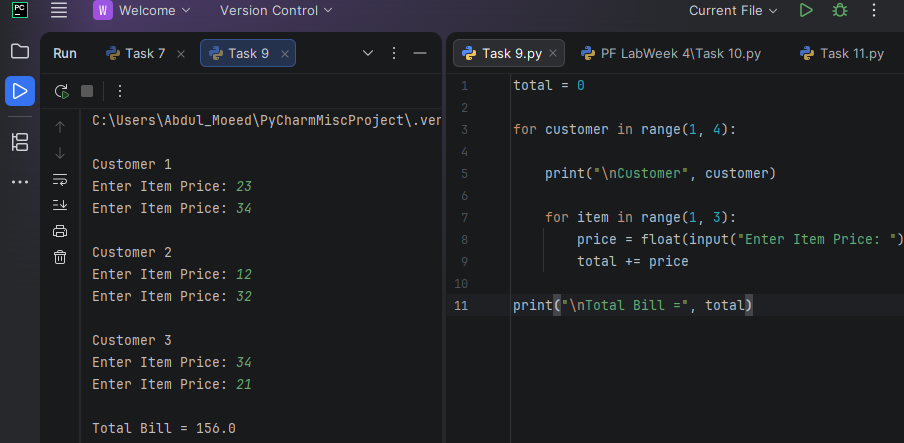 PC
W Welcome
Version Control
Current File
Run
Task 7
Task 9
C:\Users\Abdul_Moeed\PyCharmMiscProject\.ver
Customer 1
Enter Item Price: 23
Enter Item Price: 34
Customer 2
Enter Item Price: 12
Enter Item Price: 32
Customer 3
Enter Item Price: 34
Enter Item Price: 21
Total Bill = 156.0
Task 9.py
PF LabWeek 4\Task 10.py
Task 11.py
1 total = 0
2
3 for customer in range(1, 4):
4
5     print("\nCustomer", customer)
6
7     for item in range(1, 3):
8         price = float(input("Enter Item Price: ")
9         total += price
10
11 print("\nTotal Bill =", total)